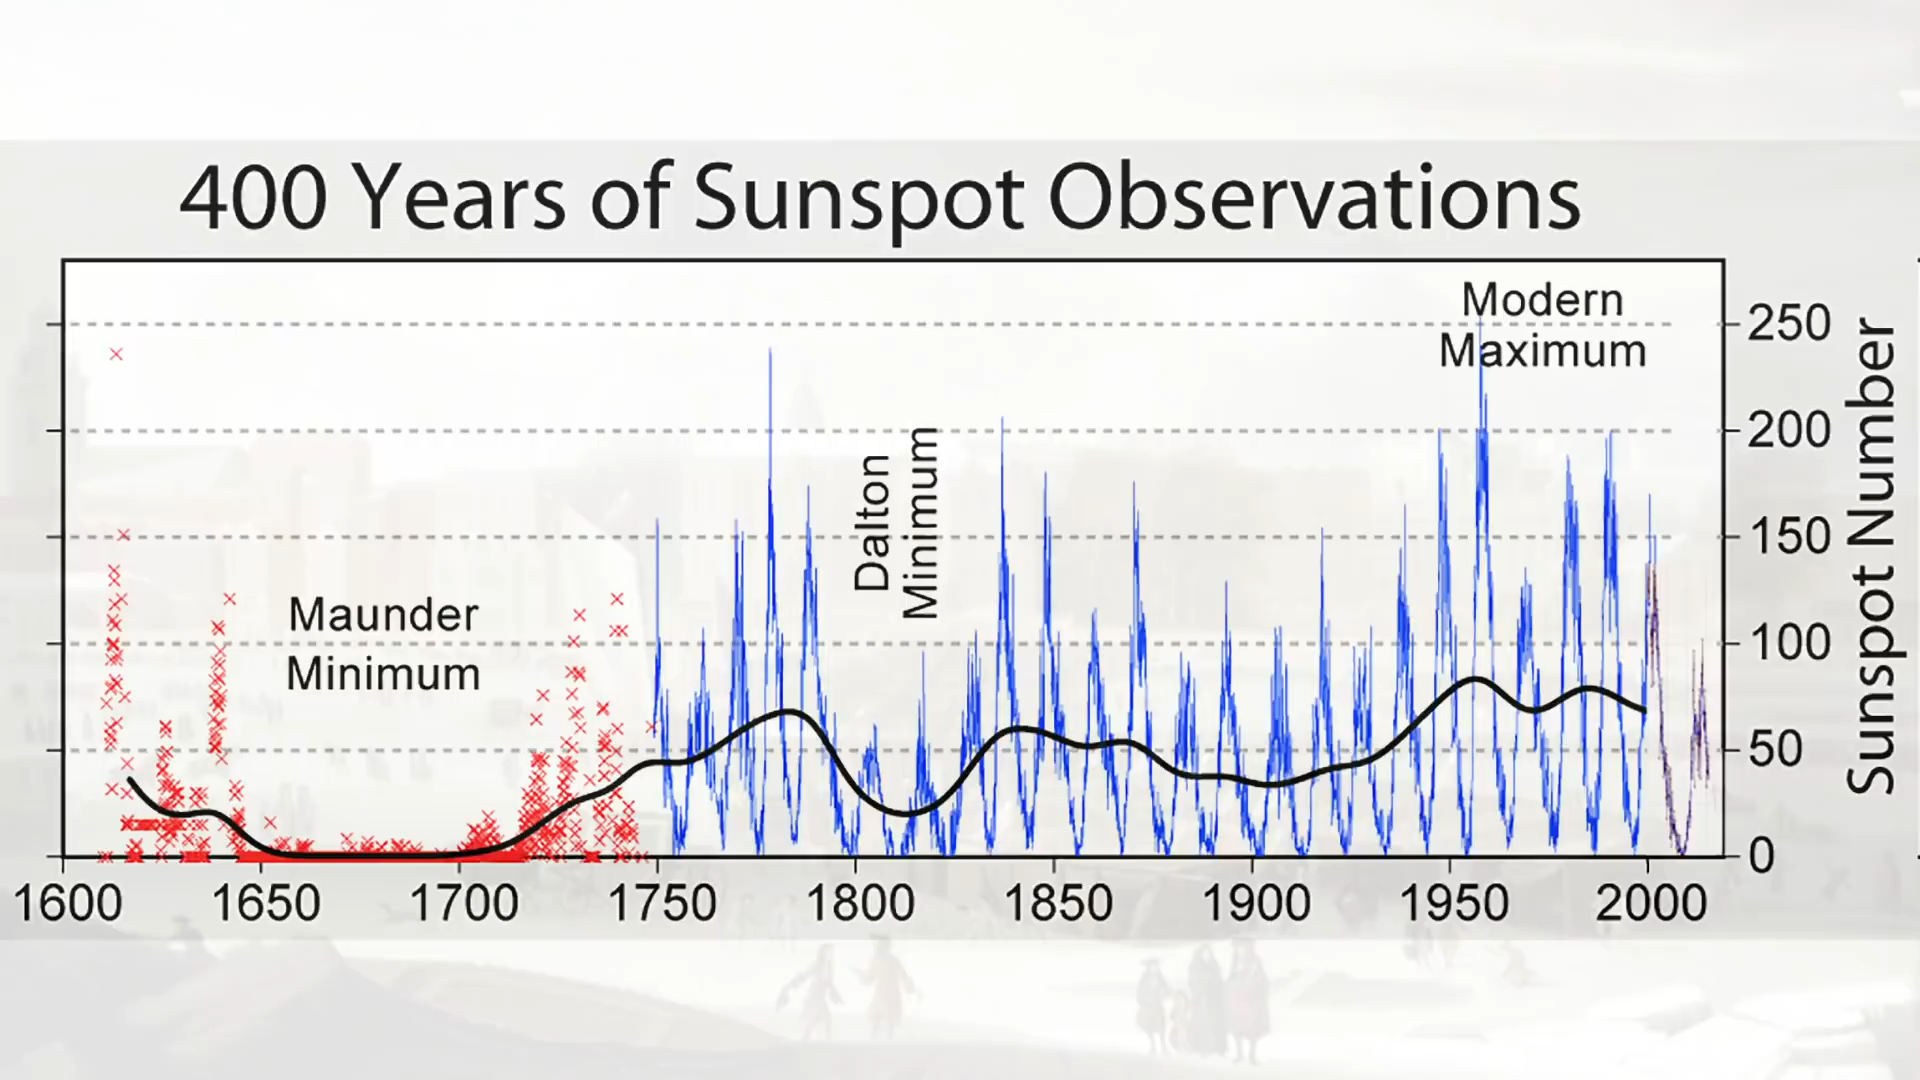 400 Years of Sunspot Observations
Modern
Maximum
Dalton
Minimum
Maunder
Minimum
250
200
150
100
50
0
Sunspot Number
1600 1650 1700 1750 1800 1850 1900 1950 2000